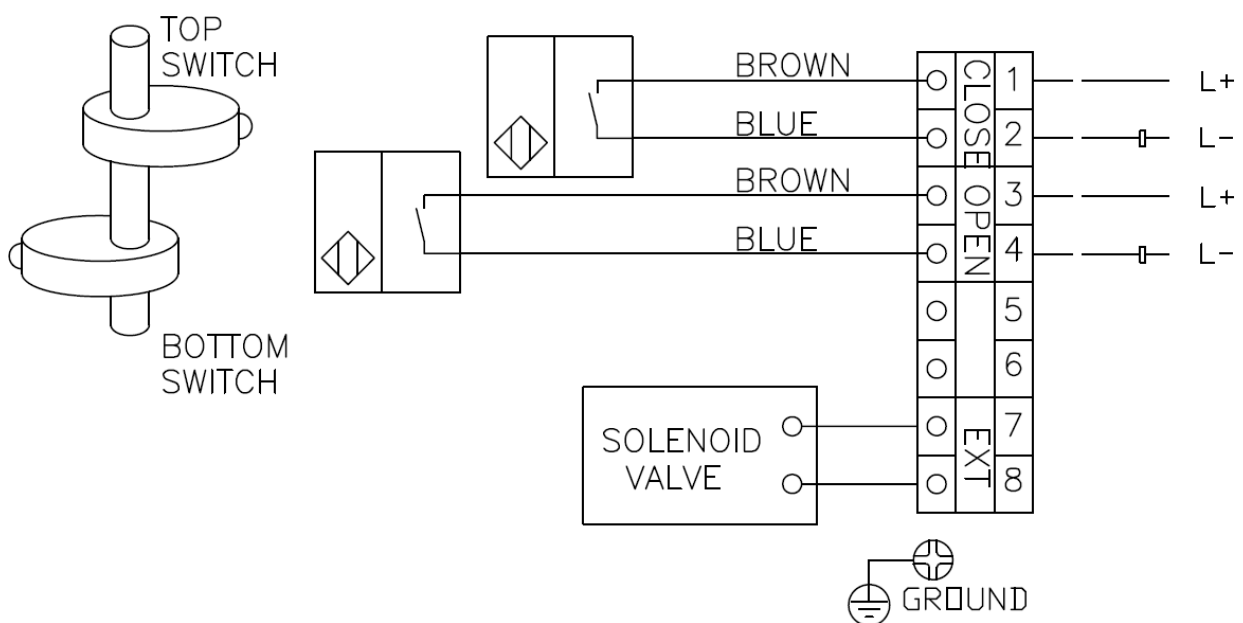 TOP
SWITCH
BOTTOM
SWITCH
BROWN
BLUE
BROWN
BLUE
CLOSE
OPEN
EXT
1
2
3
4
5
6
7
8
L+
L-
L+
L-
SOLENOID
VALVE
GROUND